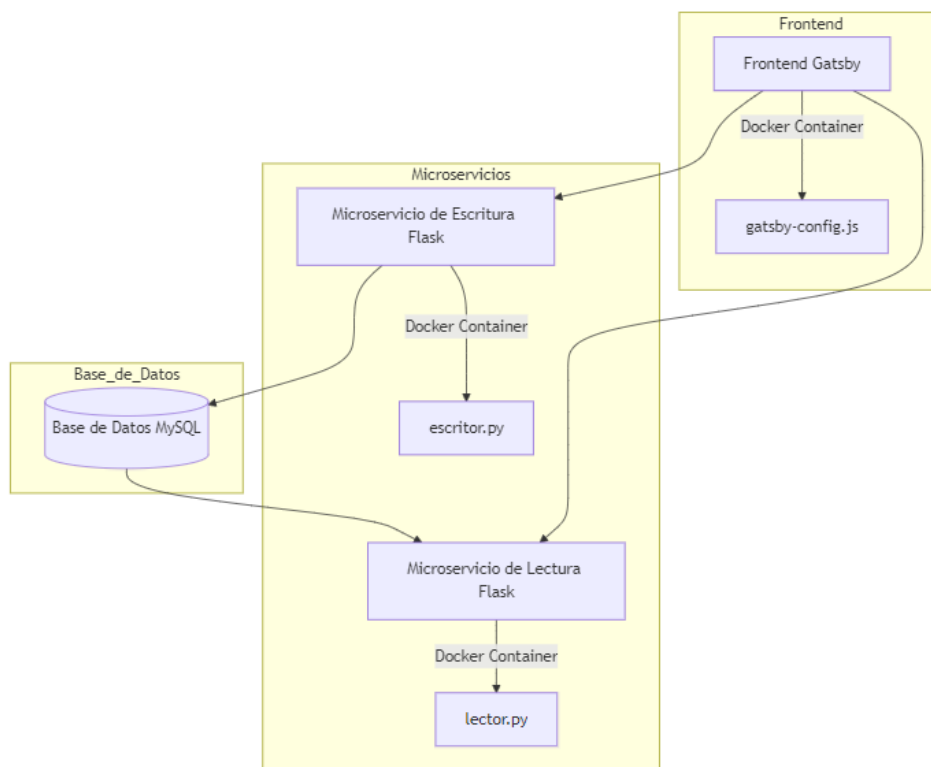 Frontend
Frontend Gatsby
Docker Container
gatsby-config.js
Microservicios
Microservicio de Escritura
Flask
Docker Container
escritor.py
Base_de_Datos
Base de Datos MySQL
Microservicio de Lectura
Flask
Docker Container
lector.py